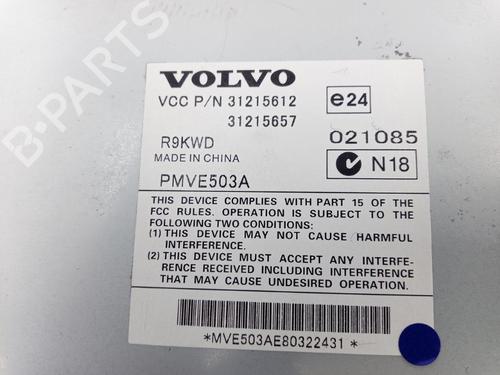 VOLVO
VCC P/N 31215612
31215657
e24
R9KWD
021085
MADE IN CHINA
N18
PMVE503A
THIS DEVICE COMPLIES WITH PART 15 OF THE
FCC RULES. OPERATION IS SUBJECT TO THE
FOLLOWING TWO CONDITIONS:
(1) THIS DEVICE MAY NOT CAUSE HARMFUL
INTERFERENCE.
(2) THIS DEVICE MUST ACCEPT ANY INTERFE-
RENCE RECEIVED INCLUDING INTERFERENCE
THAT MAY CAUSE UNDESIRED OPERATION.
*MVE503AE80322431*
B-PARTS